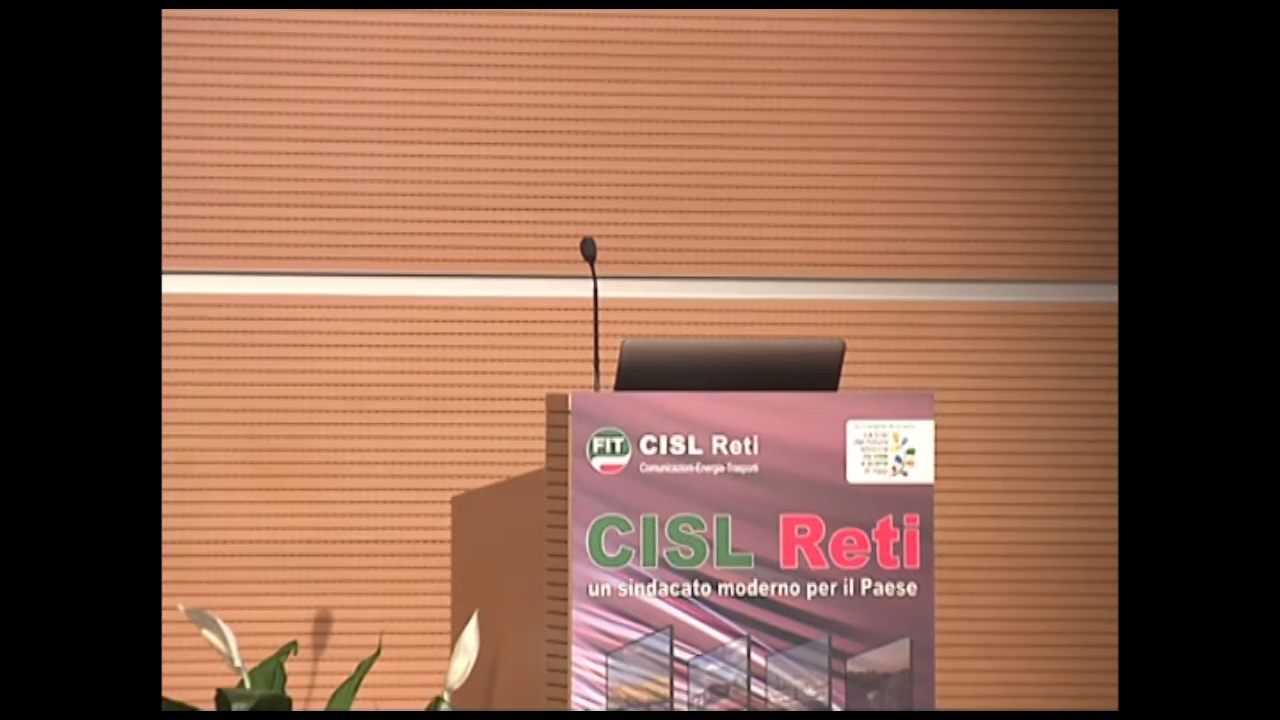 FIT CISL Reti
Comunicazioni-Energia-Trasporti
CISL Reti
un sindacato moderno per il Paese